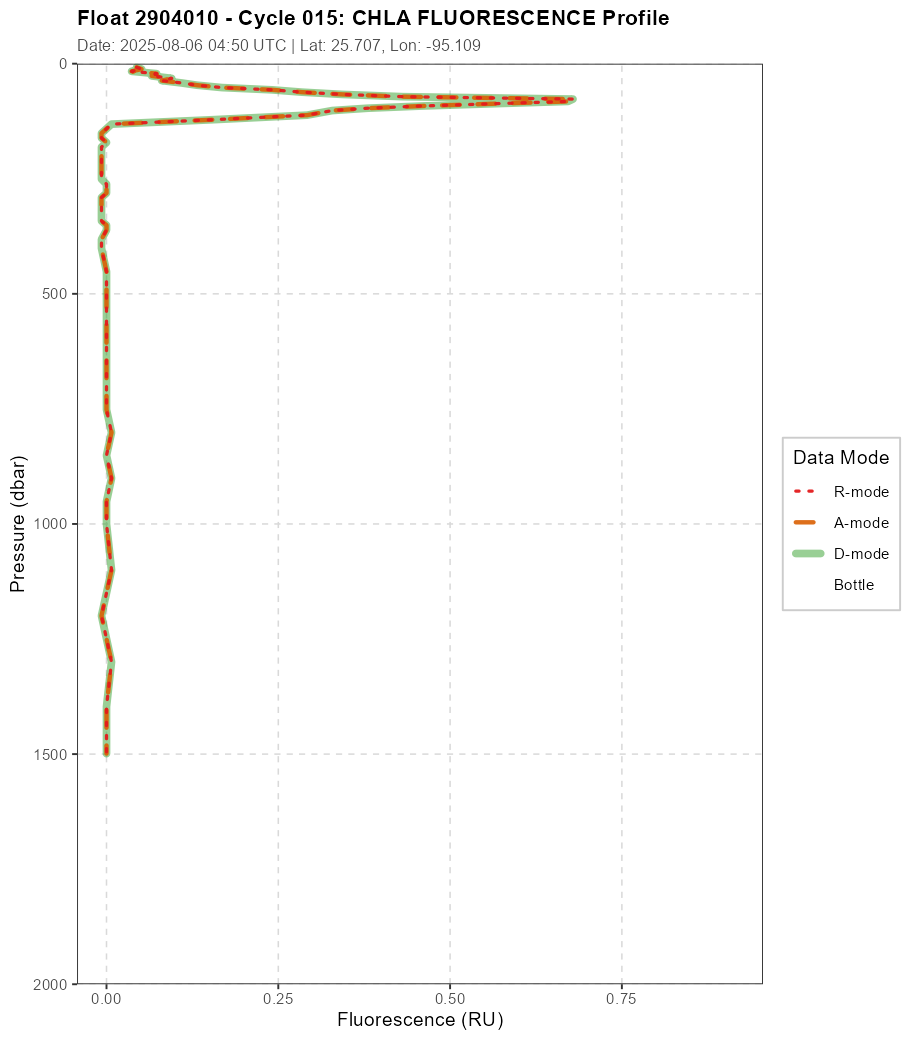 Float 2904010 - Cycle 015: CHLA FLUORESCENCE Profile
Date: 2025-08-06 04:50 UTC | Lat: 25.707, Lon: -95.109
0
500
1000
1500
2000
Pressure (dbar)
0.00
0.25
0.50
0.75
Fluorescence (RU)
Data Mode
R-mode
A-mode
D-mode
Bottle